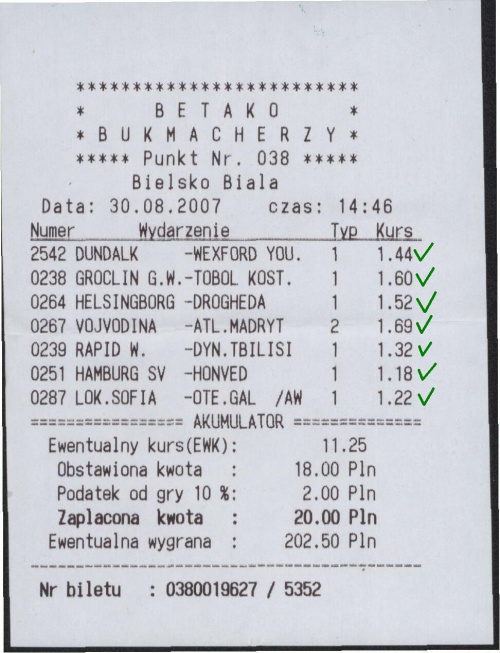 **************************
* B E T A K O *
* B U K M A C H E R Z Y *
***** Punkt Nr. 038 *****
Bielsko Biala
Data: 30.08.2007 czas: 14:46
Numer Wydarzenie Typ Kurs
2542 DUNDALK -WEXFORD YOU. 1 1.44
0238 GROCLIN G.W.-TOBOL KOST. 1 1.60
0264 HELSINGBORG -DROGHEDA 1 1.52
0267 VOJVODINA -ATL.MADRYT 2 1.69
0239 RAPID W. -DYN.TBILISI 1 1.32
0251 HAMBURG SV -HONVED 1 1.18
0287 LOK.SOFIA -OTE.GAL /AW 1 1.22
================= AKUMULATOR ==============
Ewentualny kurs(EWK): 11.25
Obstawiona kwota : 18.00 Pln
Podatek od gry 10 %: 2.00 Pln
Zaplacona kwota : 20.00 Pln
Ewentualna wygrana : 202.50 Pln
-------------------------------------------
Nr biletu : 0380019627 / 5352